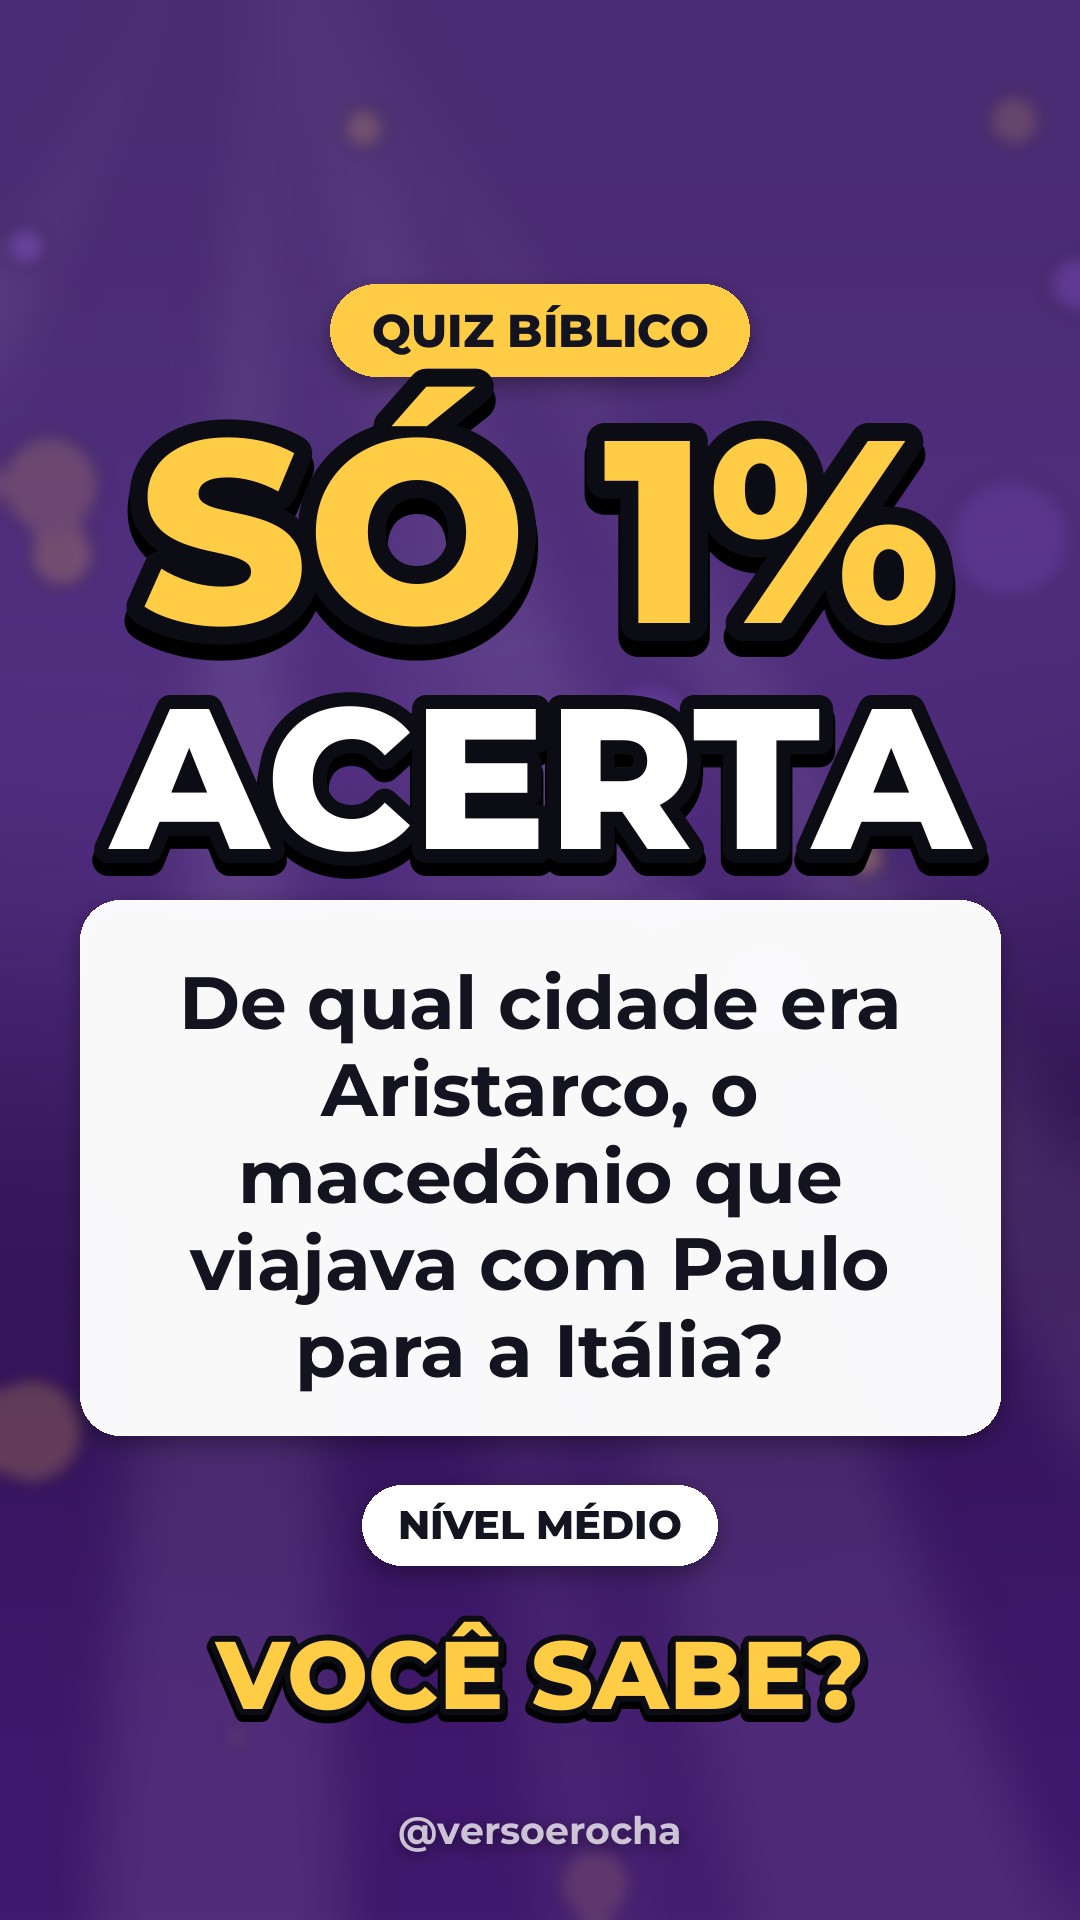 QUIZ BÍBLICO
SÓ 1%
ACERTA
De qual cidade era
Aristarco, o
macedônio que
viajava com Paulo
para a Itália?
NÍVEL MÉDIO
VOCÊ SABE?
@versoerocha